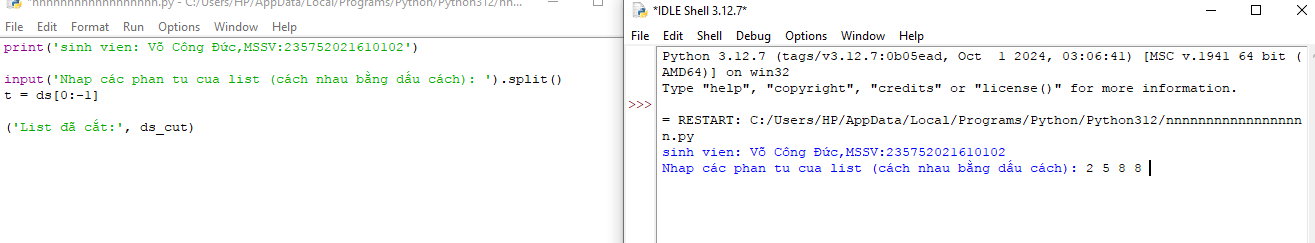 "nnnnnnnnnnnnnnnnnn.py - C:/Users/HP/AppData/Local/Programs/Python/Python312/nn...
File Edit Format Run Options Window Help
print('sinh vien: Võ Công Đức,MSSV:235752021610102')
input('Nhap các phan tu cua list (cách nhau bằng dấu cách): ').split()
t = ds[0:-1]
('List đã cắt:', ds_cut)
*IDLE Shell 3.12.7*
File Edit Shell Debug Options Window Help
Python 3.12.7 (tags/v3.12.7:0b05ead, Oct 1 2024, 03:06:41) [MSC v.1941 64 bit (
AMD64)] on win32
Type "help", "copyright", "credits" or "license()" for more information.
>>>
= RESTART: C:/Users/HP/AppData/Local/Programs/Python/Python312/nnnnnnnnnnnnnnnnn
n.py
sinh vien: Võ Công Đức,MSSV:235752021610102
Nhap các phan tu cua list (cách nhau bằng dấu cách): 2 5 8 8